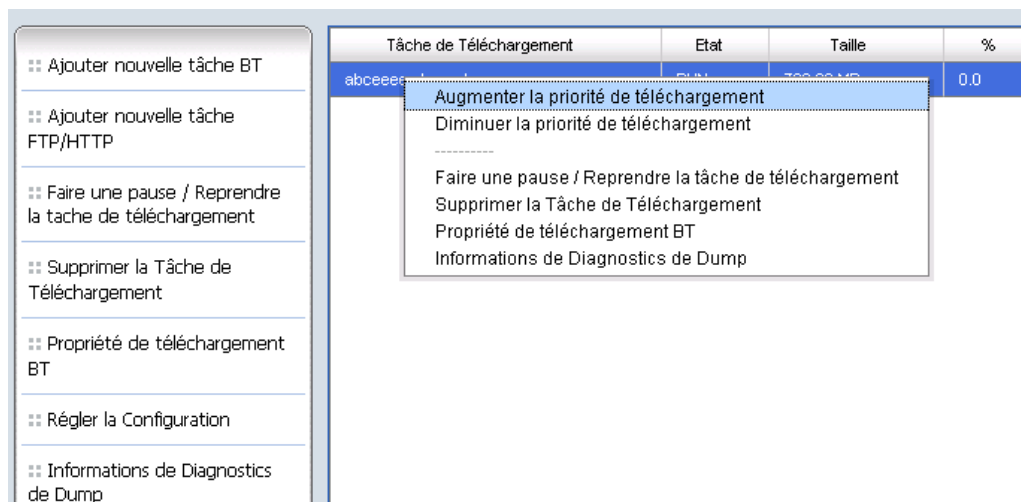 Ajouter nouvelle tâche BT
Ajouter nouvelle tâche
FTP/HTTP
Faire une pause / Reprendre
la tache de téléchargement
Supprimer la Tâche de
Téléchargement
Propriété de téléchargement
BT
Régler la Configuration
Informations de Diagnostics
de Dump
Tâche de Téléchargement Etat Taille %
0.0
Augmenter la priorité de téléchargement
Diminuer la priorité de téléchargement
----------
Faire une pause / Reprendre la tâche de téléchargement
Supprimer la Tâche de Téléchargement
Propriété de téléchargement BT
Informations de Diagnostics de Dump